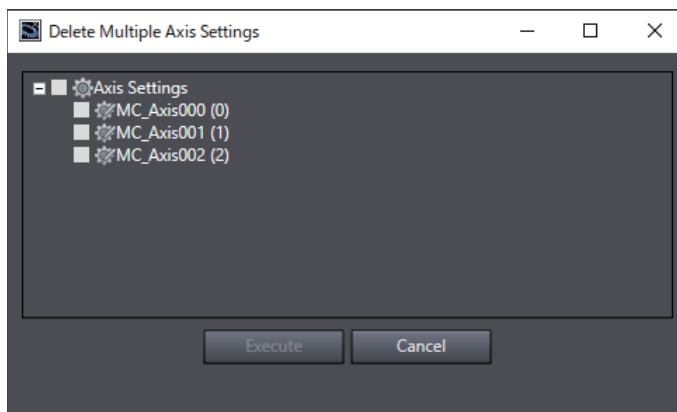 Delete Multiple Axis Settings
Axis Settings
MC_Axis000 (0)
MC_Axis001 (1)
MC_Axis002 (2)
Execute
Cancel